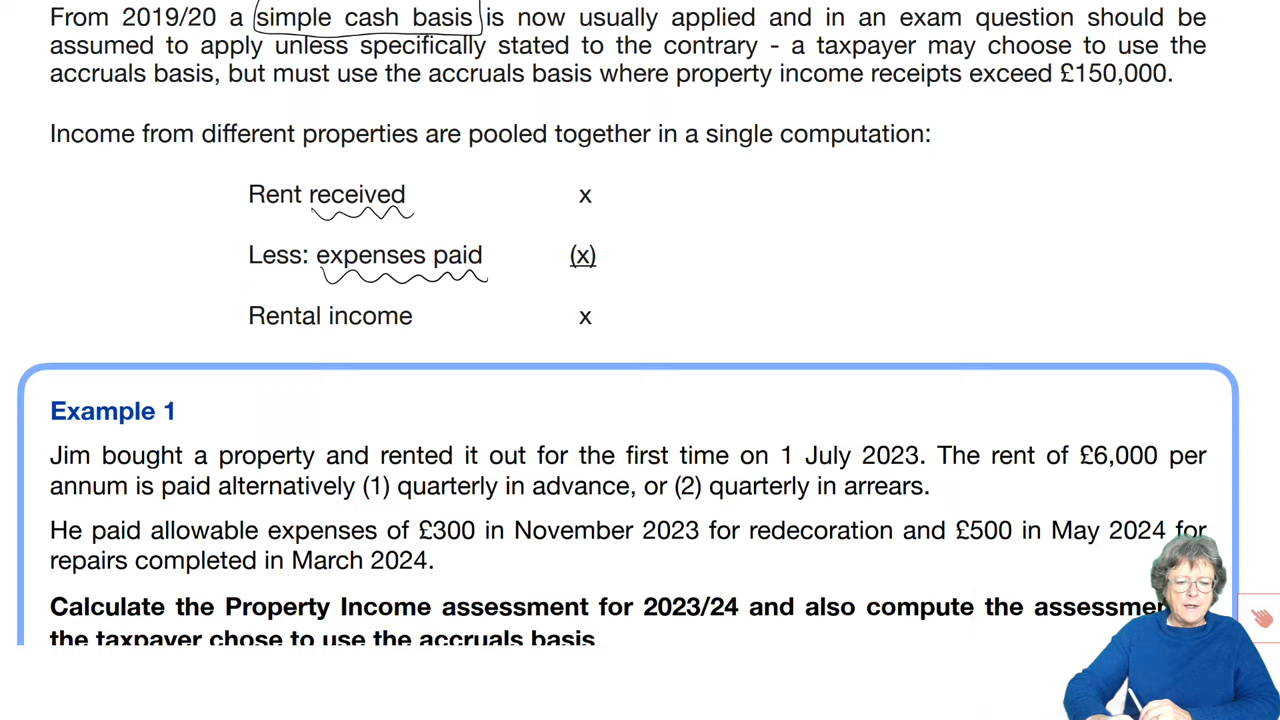 From 2019/20 a simple cash basis is now usually applied and in an exam question should be
assumed to apply unless specifically stated to the contrary - a taxpayer may choose to use the
accruals basis, but must use the accruals basis where property income receipts exceed £150,000.
Income from different properties are pooled together in a single computation:
Rent received x
Less: expenses paid (x)
Rental income x
Example 1
Jim bought a property and rented it out for the first time on 1 July 2023. The rent of £6,000 per
annum is paid alternatively (1) quarterly in advance, or (2) quarterly in arrears.
He paid allowable expenses of £300 in November 2023 for redecoration and £500 in May 2024 for
repairs completed in March 2024.
Calculate the Property Income assessment for 2023/24 and also compute the
the taxpayer chose to use the accruals basis